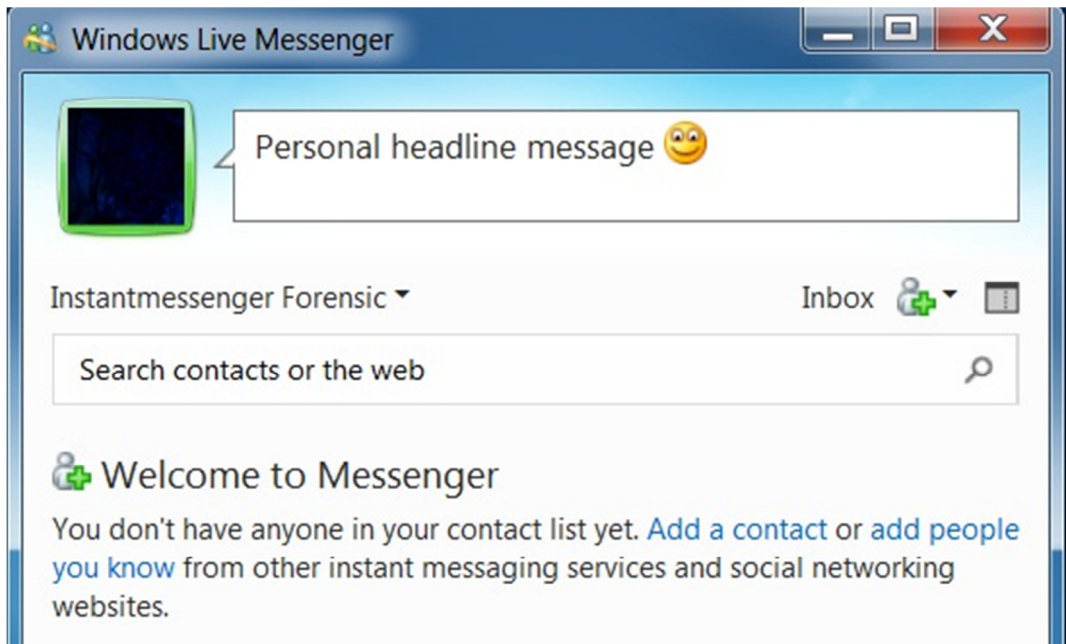 Windows Live Messenger
Personal headline message
Instantmessenger Forensic
Inbox
Search contacts or the web
Welcome to Messenger
You don't have anyone in your contact list yet. Add a contact or add people
you know from other instant messaging services and social networking
websites.